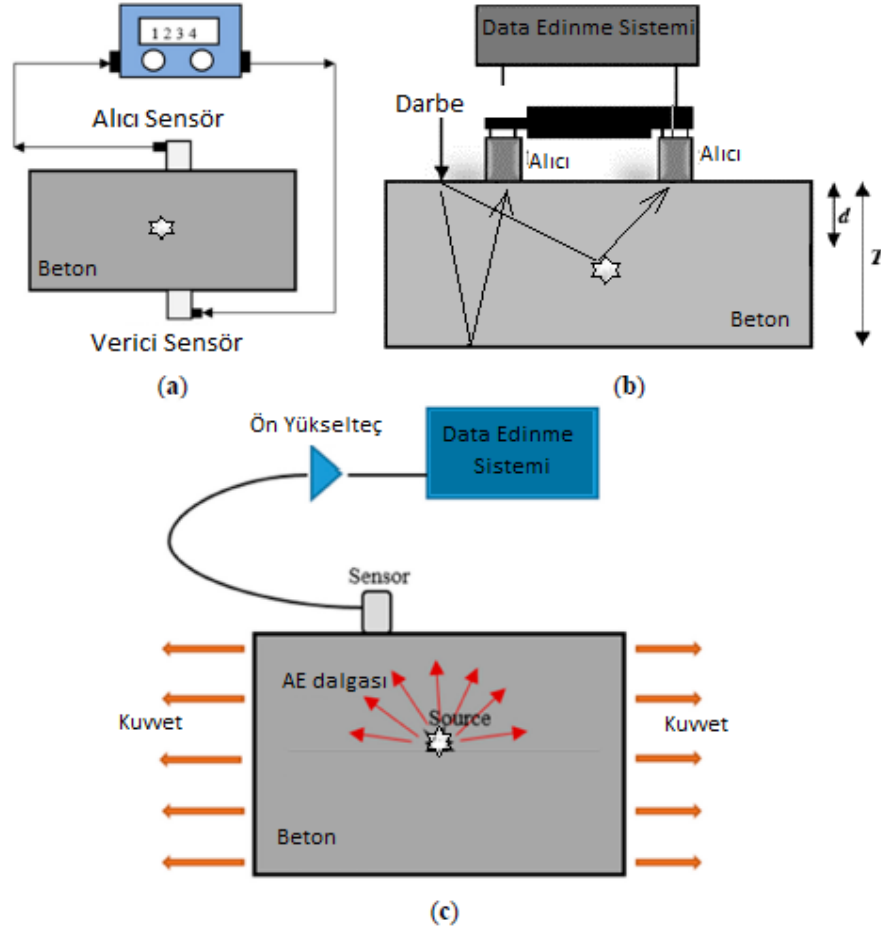 1 2 3 4
Alıcı Sensör
Beton
Verici Sensör
(a)
Data Edinme Sistemi
Darbe
Alıcı
Alıcı
d
T
Beton
(b)
Ön Yükselteç
Data Edinme
Sistemi
Sensor
AE dalgası
Source
Kuvvet
Kuvvet
Beton
(c)